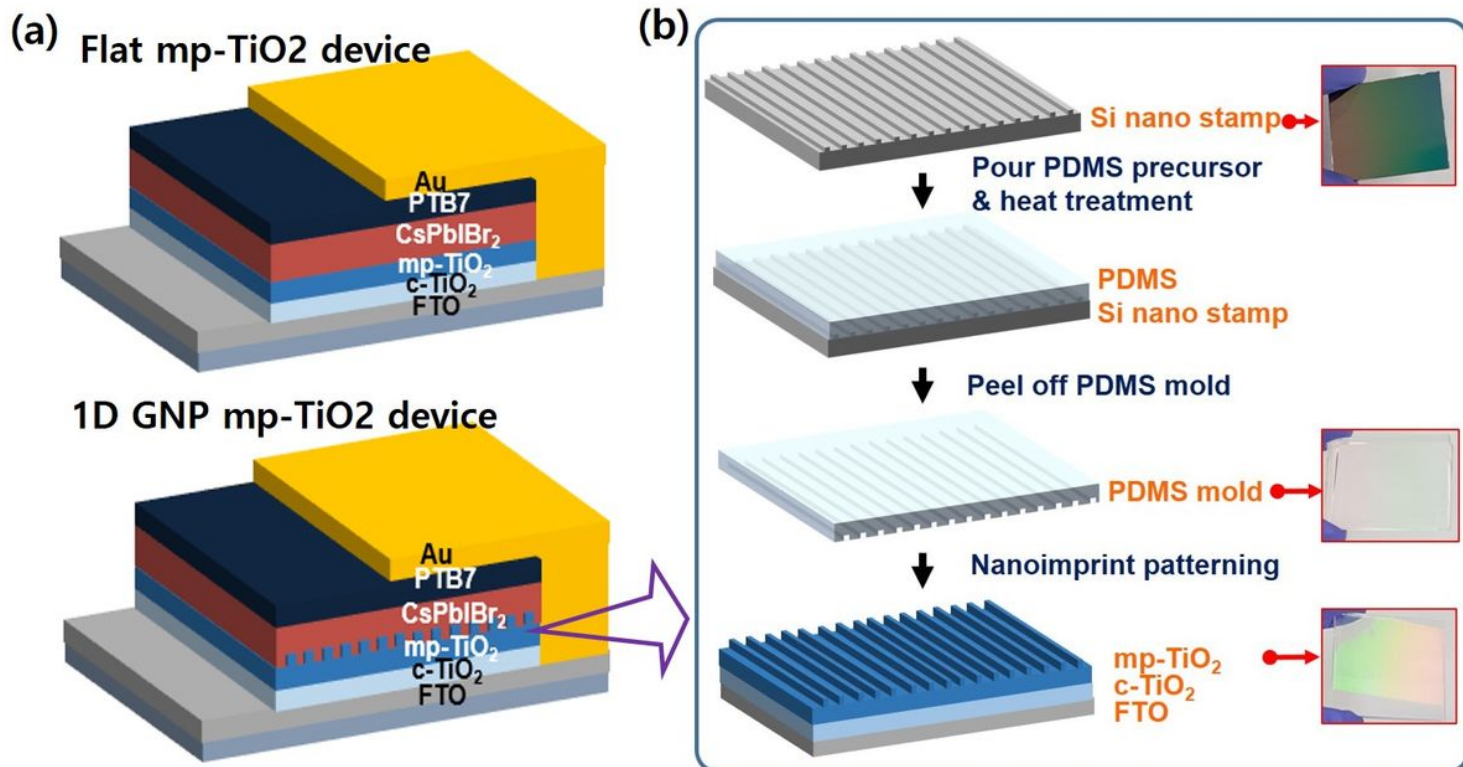 (a)
Flat mp-TiO2 device
Au
PTB7
CsPbIBr₂
mp-TiO₂
c-TiO₂
FTO
1D GNP mp-TiO2 device
Au
PTB7
CsPbIBr₂
mp-TiO₂
c-TiO₂
FTO
(b)
Si nano stamp
Pour PDMS precursor
& heat treatment
PDMS
Si nano stamp
Peel off PDMS mold
PDMS mold
Nanoimprint patterning
mp-TiO₂
c-TiO₂
FTO